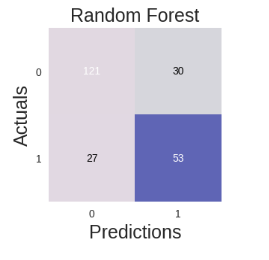 Random Forest
0 121 30
1 27 53
0 1
Predictions
Actuals